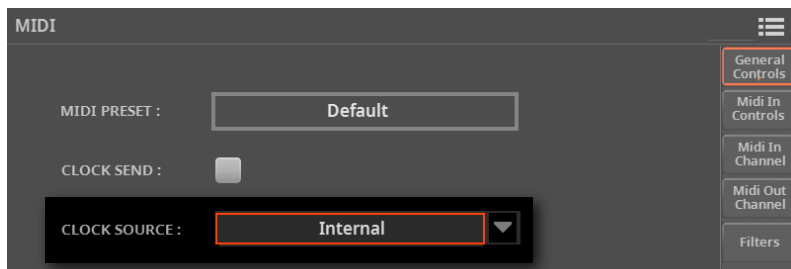 MIDI
General
Controls
MIDI PRESET : Default
Midi In
Controls
CLOCK SEND :
Midi In
Channel
Midi Out
Channel
CLOCK SOURCE : Internal
Filters